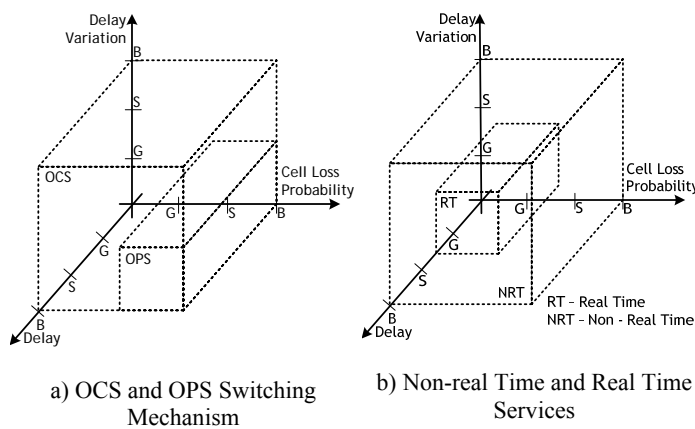 Delay
Variation
B
S
G
OCS
Cell Loss
Probability
G
S
B
G
OPS
S
B
Delay
a) OCS and OPS Switching
Mechanism
Delay
Variation
B
S
G
Cell Loss
Probability
RT
G
S
B
G
S
NRT
B
Delay
RT – Real Time
NRT – Non - Real Time
b) Non-real Time and Real Time
Services